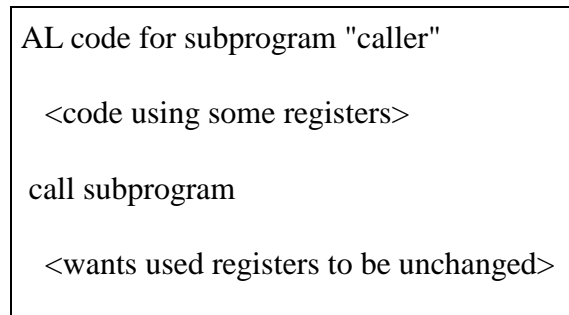 AL code for subprogram "caller"
<code using some registers>
call subprogram
<wants used registers to be unchanged>